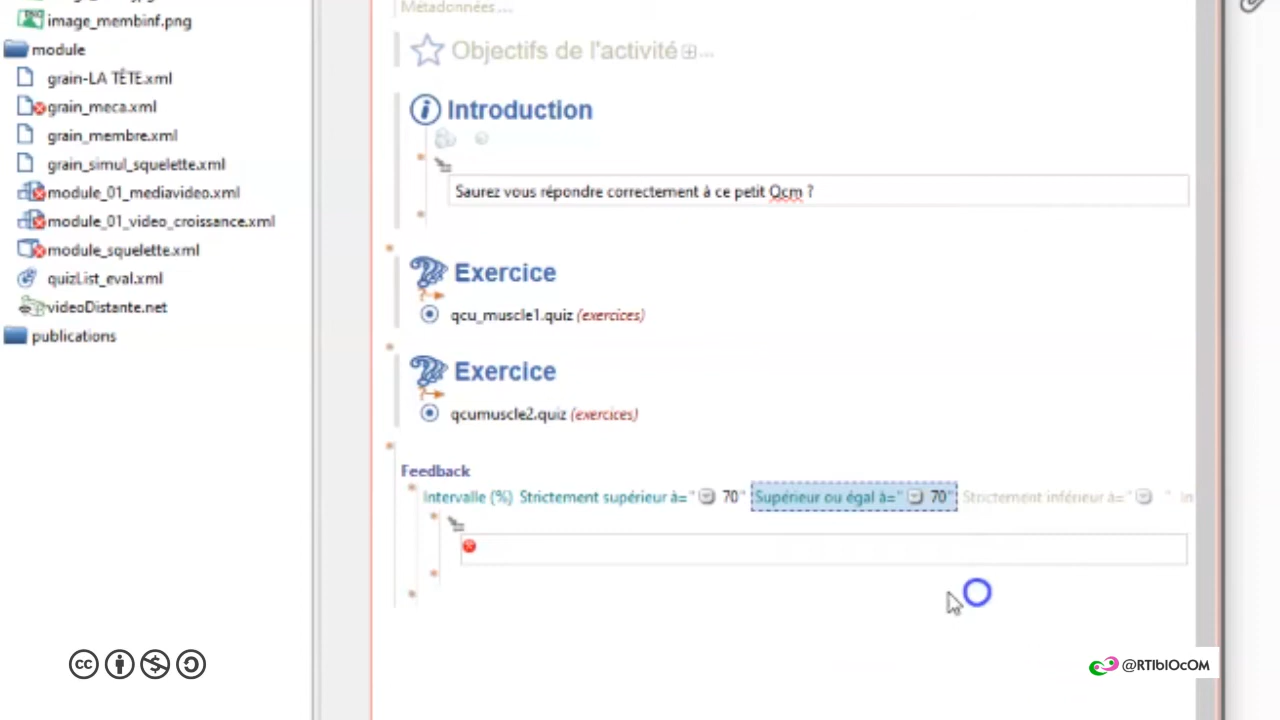 image_membinf.png
module
grain-LA TÊTE.xml
grain_meca.xml
grain_membre.xml
grain_simul_squelette.xml
module_01_mediavideo.xml
module_01_video_croissance.xml
module_squelette.xml
quizList_eval.xml
videoDistante.net
publications
Métadonnées ...
Objectifs de l'activité ...
Introduction
Saurez vous répondre correctement à ce petit Qcm ?
Exercice
qcu_muscle1.quiz (exercices)
Exercice
qcumuscle2.quiz (exercices)
Feedback
Intervalle (%) Strictement supérieur à=" 70" Supérieur ou égal à=" 70" Strictement inférieur à=" " In
cc
@RTIbIOcOM